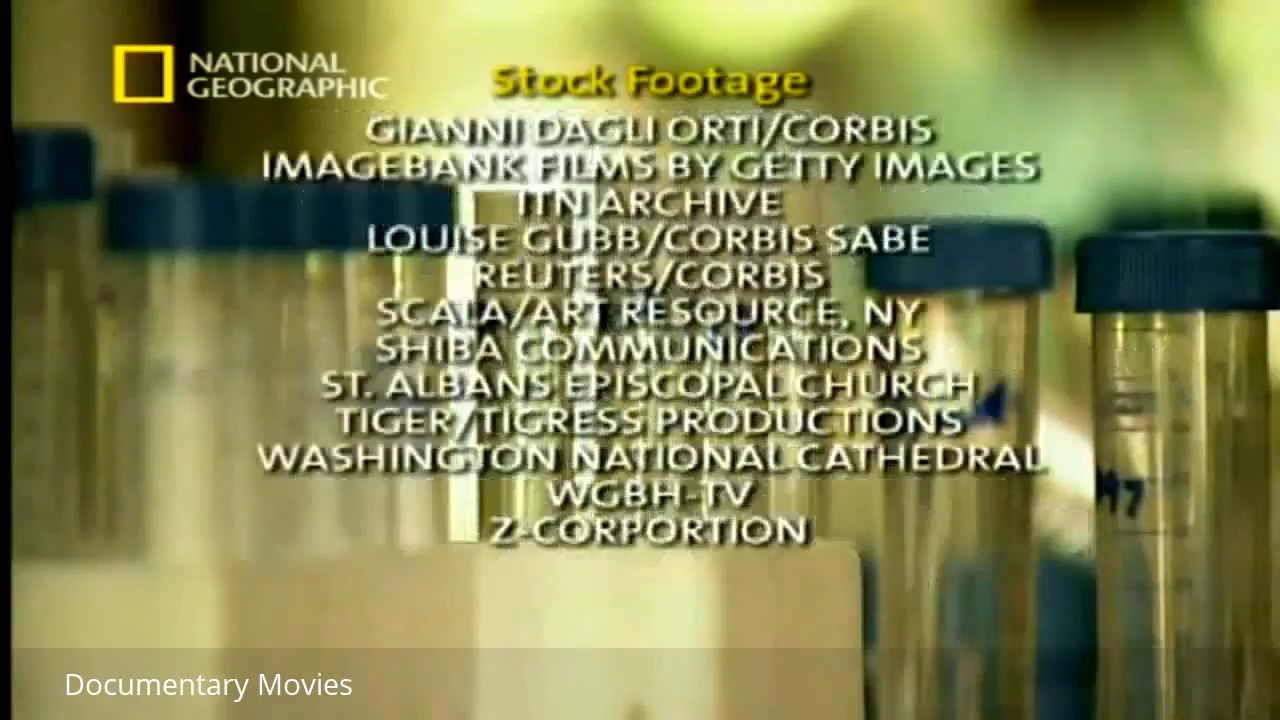 NATIONAL
GEOGRAPHIC
Stock Footage
GIANNI DAGLI ORTI/CORBIS
IMAGEBANK FILMS BY GETTY IMAGES
ITN ARCHIVE
LOUISE GUBB/CORBIS SABE
REUTERS/CORBIS
SCALA/ART RESOURCE, NY
SHIBA COMMUNICATIONS
ST. ALBANS EPISCOPAL CHURCH
TIGER/TIGRESS PRODUCTIONS
WASHINGTON NATIONAL CATHEDRAL
WGBH-TV
Z-CORPORTION
Documentary Movies